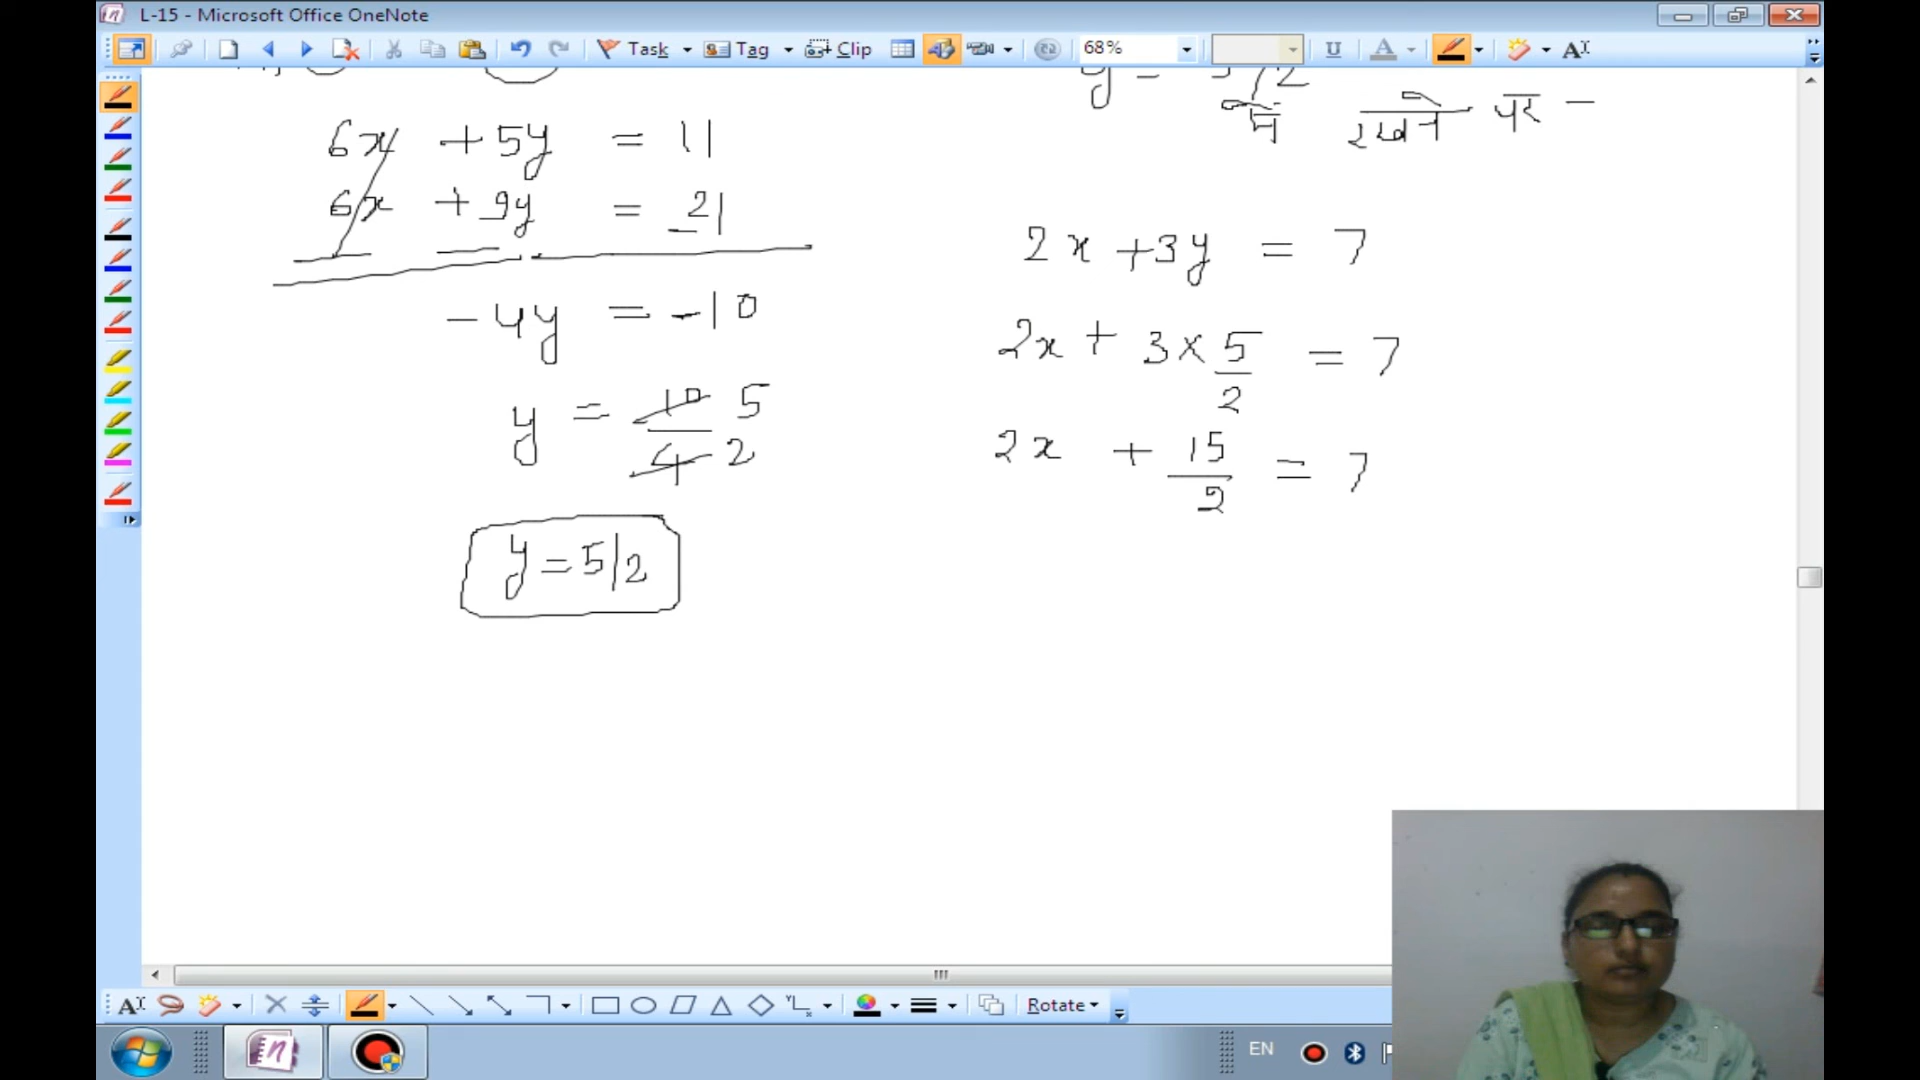 L-15 - Microsoft Office OneNote
Task Tag Clip 68% U A A
6x + 5y = 11
6x + 9y = 21
- 4y = -10
y = 10/4 5/2
y = 5/2
y = 5/2
रखने पर -
2x + 3y = 7
2x + 3 × 5/2 = 7
2x + 15/2 = 7
A Rotate
EN